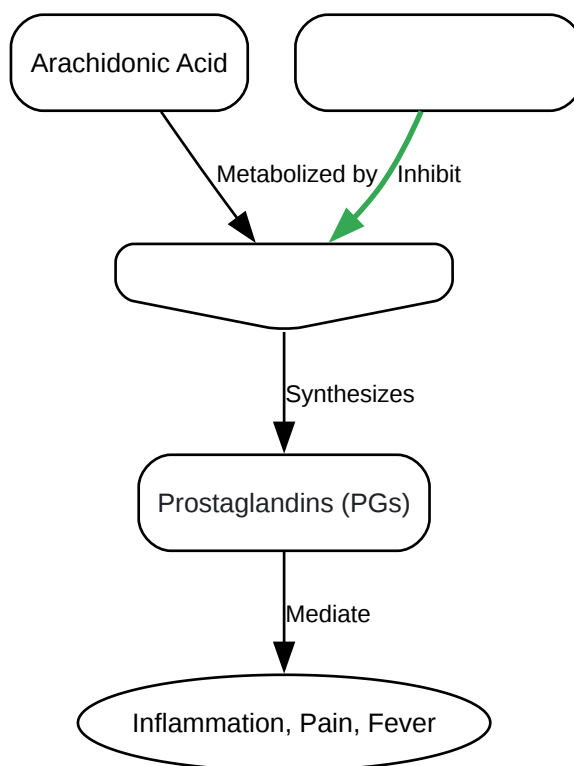 Arachidonic Acid
Metabolized by
Inhibit
Synthesizes
Prostaglandins (PGs)
Mediate
Inflammation, Pain, Fever